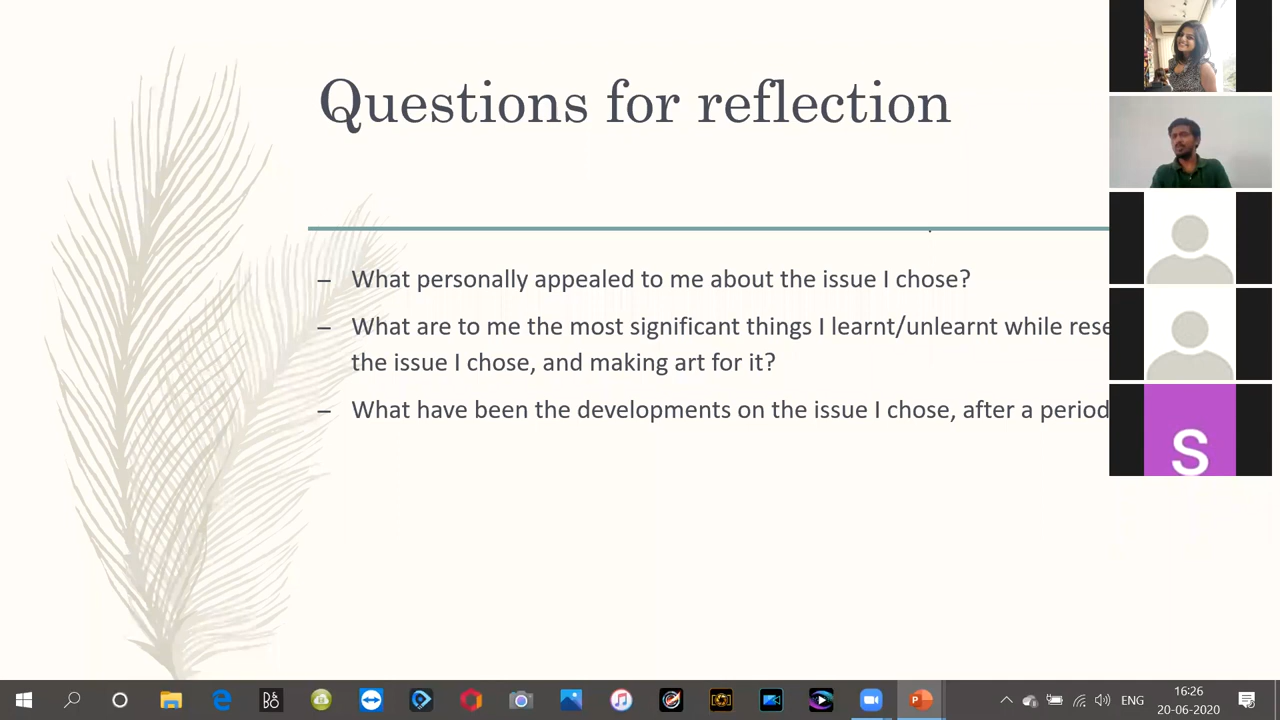 Questions for reflection
– What personally appealed to me about the issue I chose?
– What are to me the most significant things I learnt/unlearnt while rese
the issue I chose, and making art for it?
– What have been the developments on the issue I chose, after a period
S
B&O
P
ENG
16:26
20-06-2020